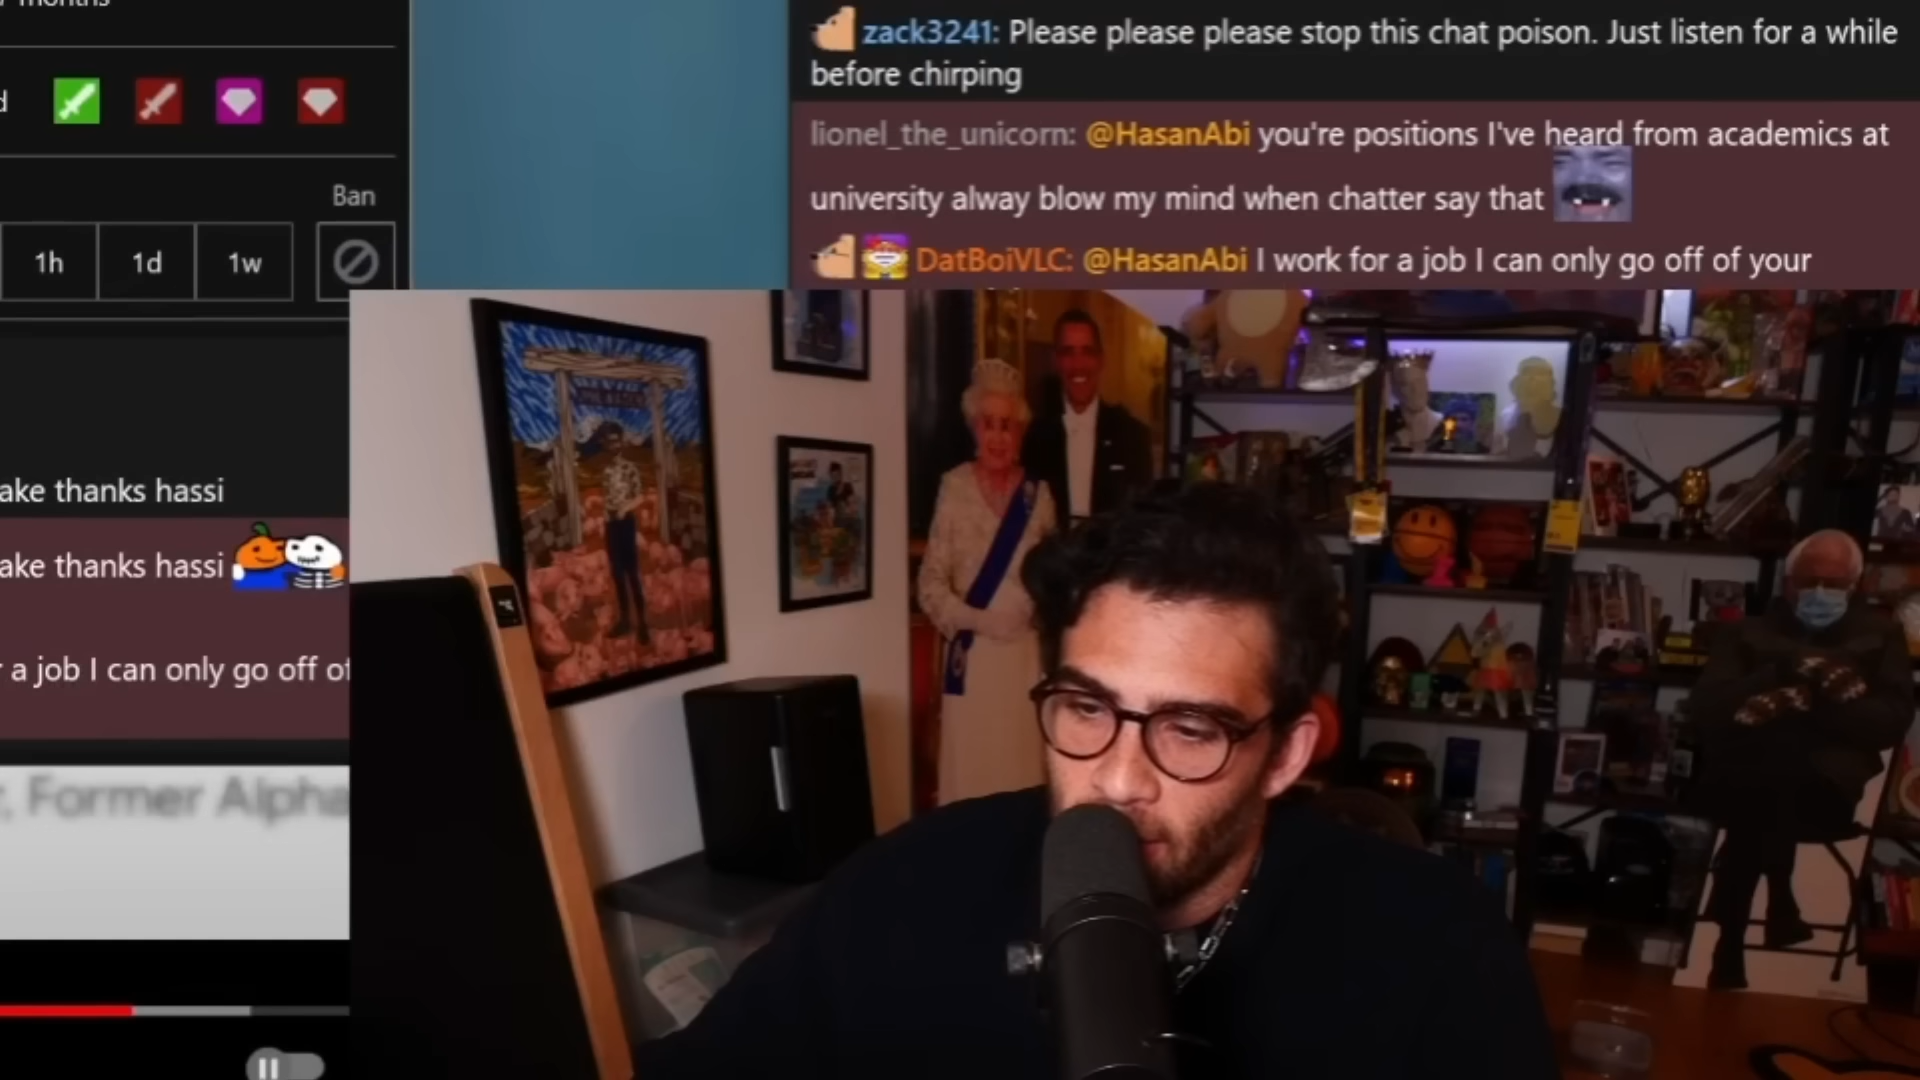 7 months
zack3241: Please please please stop this chat poison. Just listen for a while
before chirping
lionel_the_unicorn: @HasanAbi you're positions I've heard from academics at
university alway blow my mind when chatter say that
DatBoiVLC: @HasanAbi I work for a job I can only go off of your
d
Ban
1h 1d 1w
ake thanks hassi
ake thanks hassi
r a job I can only go off of
r, Former Alpha